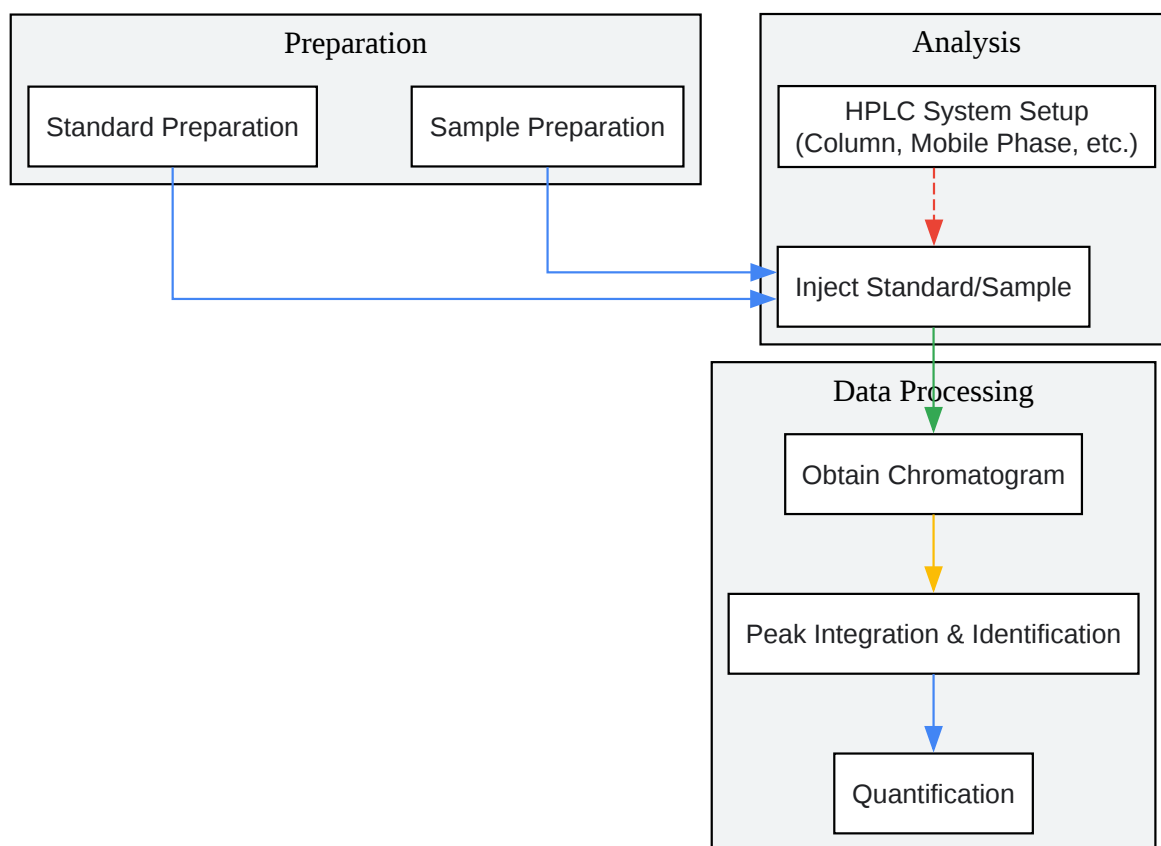 Preparation
Standard Preparation
Sample Preparation
Analysis
HPLC System Setup
(Column, Mobile Phase, etc.)
Inject Standard/Sample
Data Processing
Obtain Chromatogram
Peak Integration & Identification
Quantification